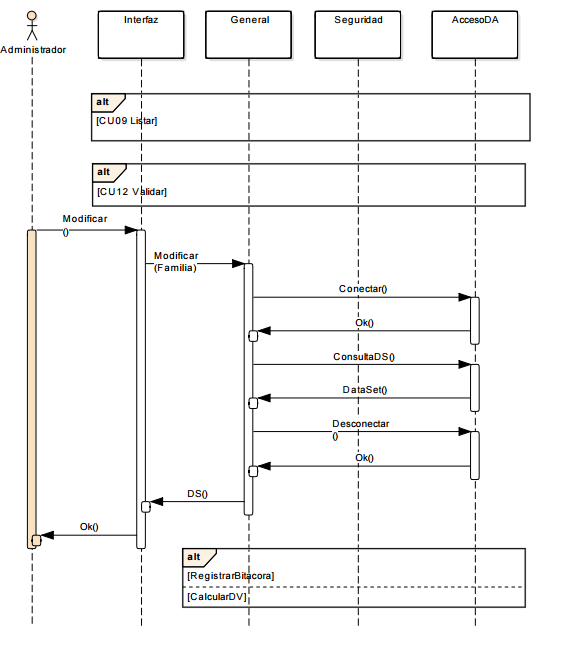 Interfaz General Seguridad AccesoDA
Administrador
alt
[CU09 Listar]
alt
[CU12 Validar]
Modificar
()
Modificar
(Familia)
Conectar()
Ok()
ConsultaDS()
DataSet()
Desconectar
()
Ok()
DS()
Ok()
alt
[RegistrarBitacora]
[CalcularDV]